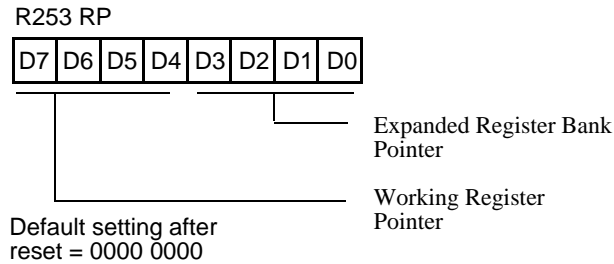 R253 RP
D7 D6 D5 D4 D3 D2 D1 D0
Expanded Register Bank
Pointer
Working Register
Pointer
Default setting after
reset = 0000 0000